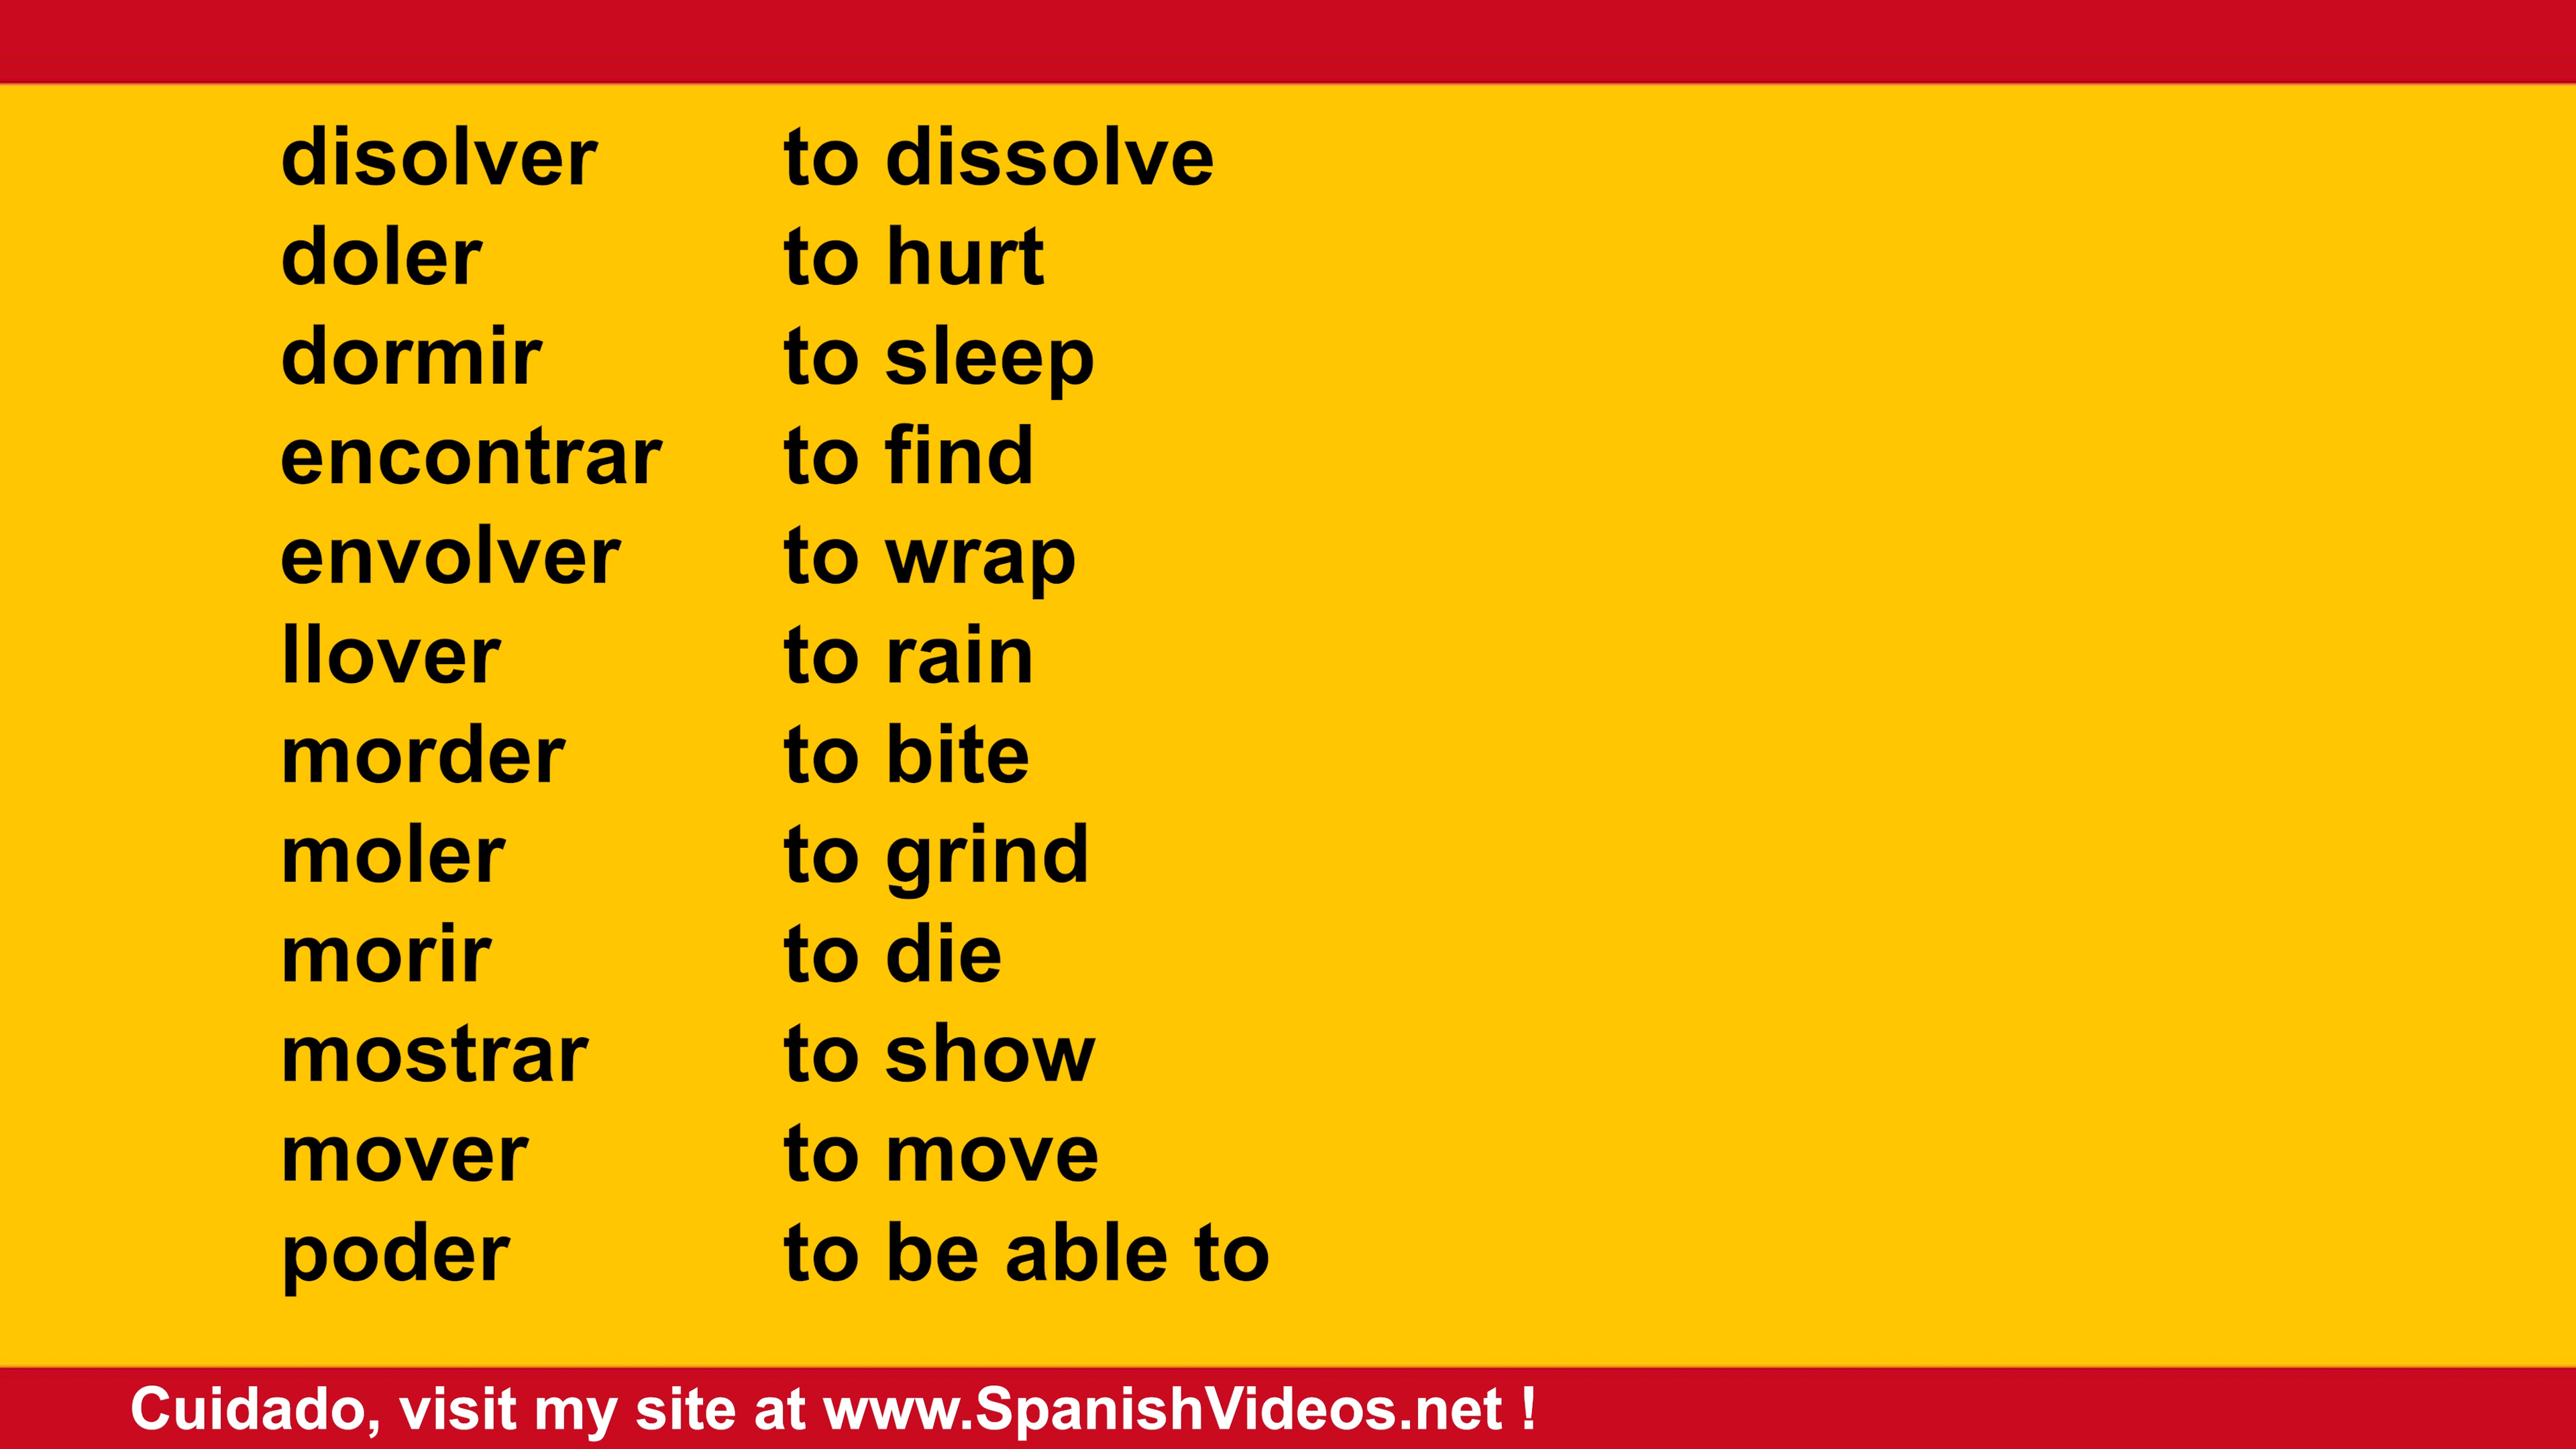 disolver to dissolve
doler to hurt
dormir to sleep
encontrar to find
envolver to wrap
llover to rain
morder to bite
moler to grind
morir to die
mostrar to show
mover to move
poder to be able to
Cuidado, visit my site at www.SpanishVideos.net !